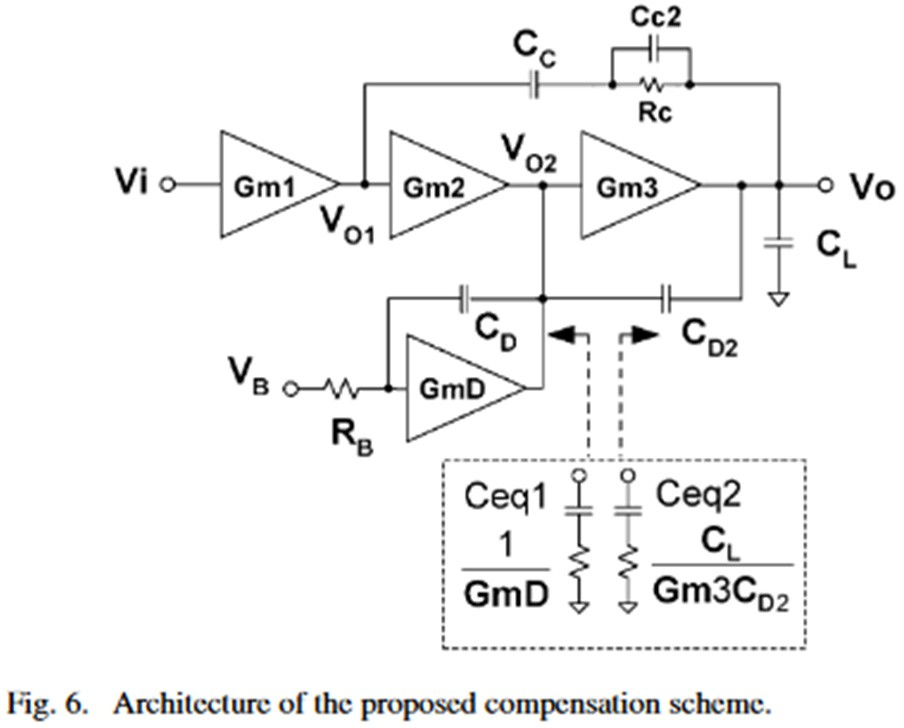 Cc2
CC
Rc
Vi
Gm1
VO1
Gm2
VO2
Gm3
Vo
CL
CD
CD2
VB
RB
GmD
Ceq1
1
GmD
Ceq2
CL
Gm3CD2
Fig. 6. Architecture of the proposed compensation scheme.